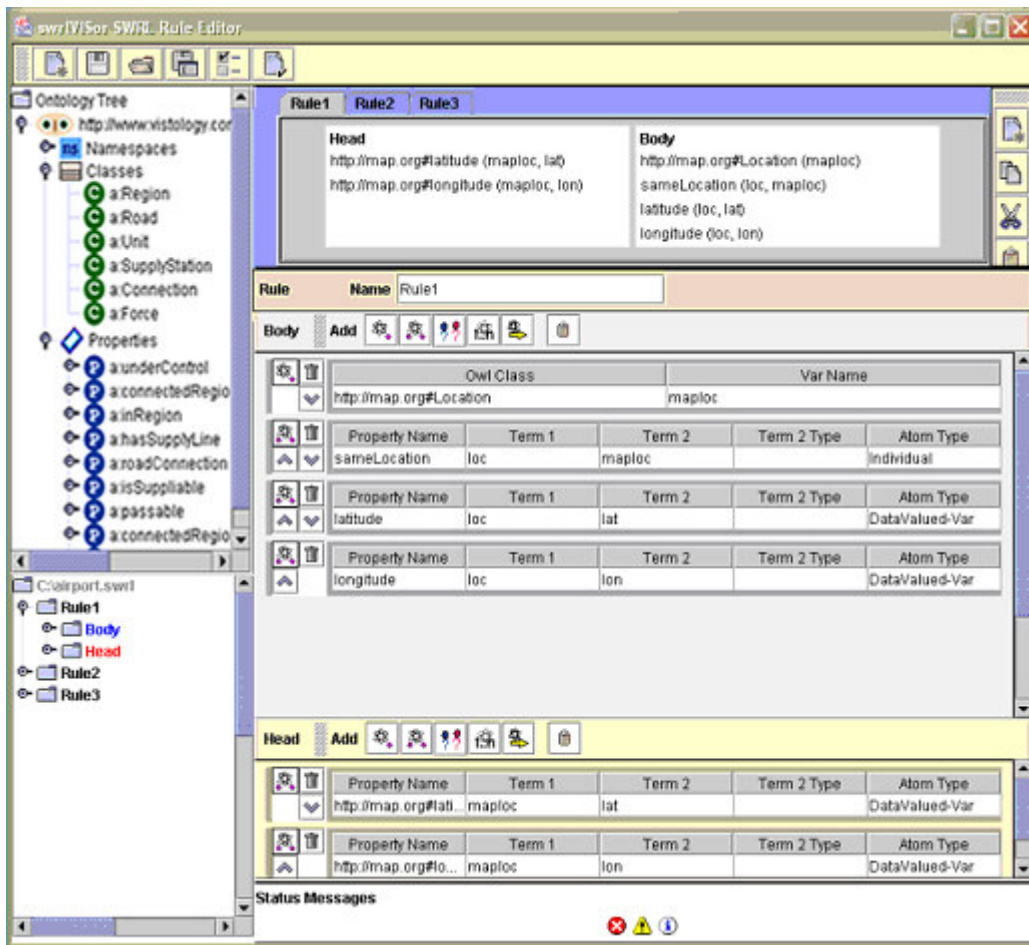 swrlViSor SWRL Rule Editor
Ontology Tree
http://www.vistology.cor
ns Namespaces
Classes
C a:Region
C a:Road
C a:Unit
C a:SupplyStation
C a:Connection
C a:Force
Properties
P a:underControl
P a:connectedRegio
P a:inRegion
P a:hasSupplyLine
P a:roadConnection
P a:isSuppliable
P a:passable
P a:connectedRegio
C:\airport.swrl
Rule1
Body
Head
Rule2
Rule3
Rule1 Rule2 Rule3
Head
http://map.org#latitude (maploc, lat)
http://map.org#longitude (maploc, lon)
Body
http://map.org#Location (maploc)
sameLocation (loc, maploc)
latitude (loc, lat)
longitude (loc, lon)
Rule Name Rule1
Body Add
Owl Class Var Name
http://map.org#Location maploc
Property Name Term 1 Term 2 Term 2 Type Atom Type
sameLocation loc maploc Individual
Property Name Term 1 Term 2 Term 2 Type Atom Type
latitude loc lat DataValued-Var
Property Name Term 1 Term 2 Term 2 Type Atom Type
longitude loc lon DataValued-Var
Head Add
Property Name Term 1 Term 2 Term 2 Type Atom Type
http://map.org#lati... maploc lat DataValued-Var
Property Name Term 1 Term 2 Term 2 Type Atom Type
http://map.org#lo... maploc lon DataValued-Var
Status Messages